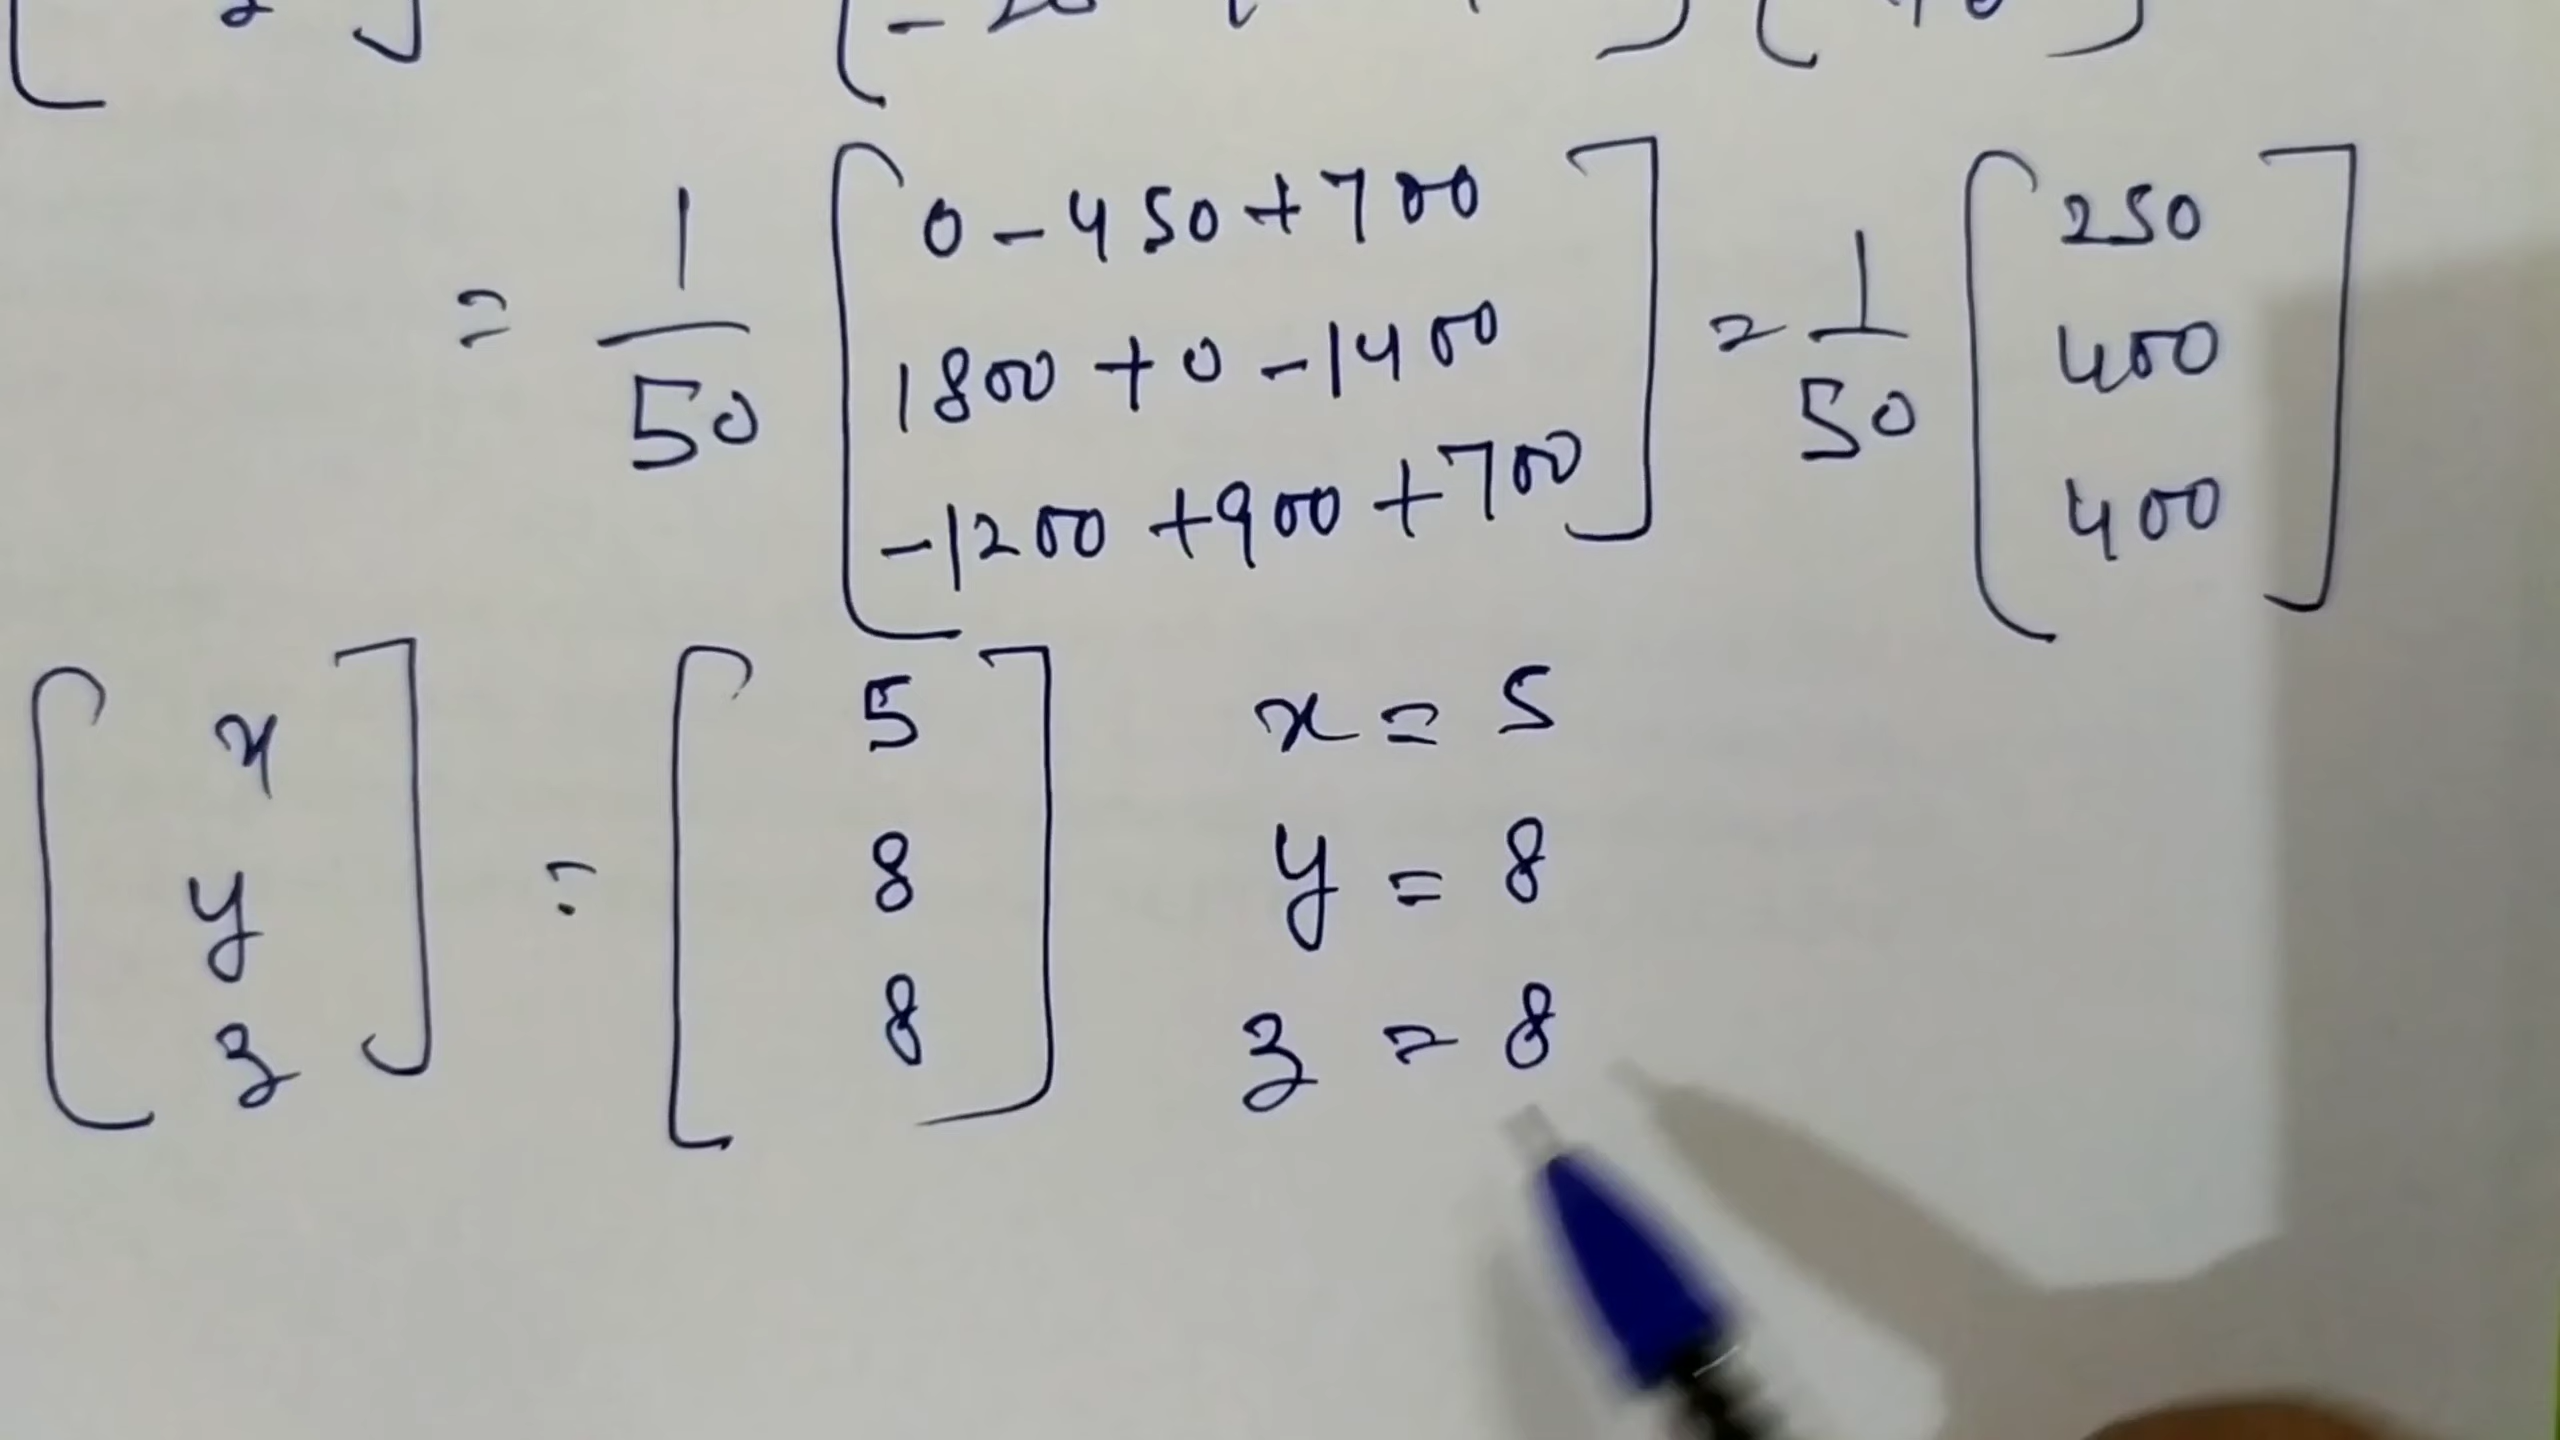 = 1/50 [0 - 450 + 700
1800 + 0 - 1400
-1200 + 900 + 700] = 1/50 [250
400
400]
[x
y
z] = [5
8
8]
x = 5
y = 8
z = 8